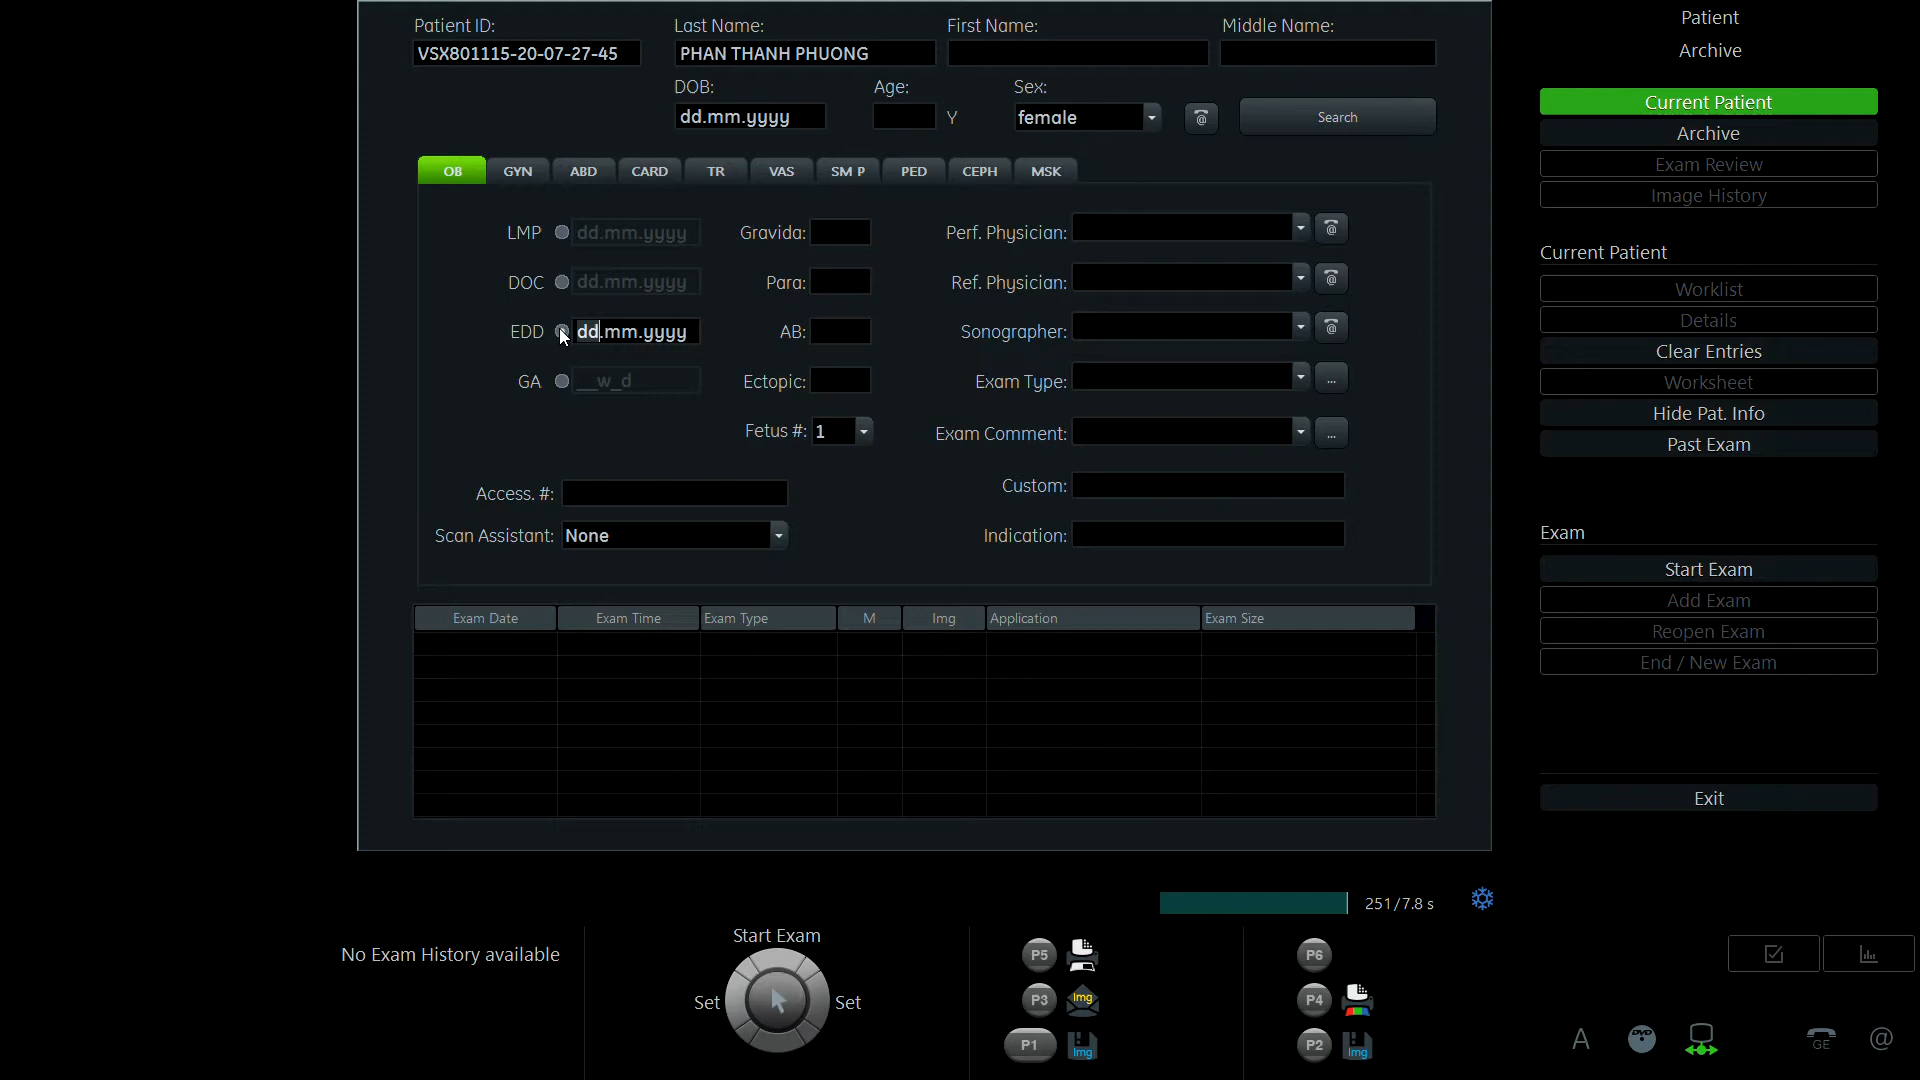 Patient ID: Last Name: First Name: Middle Name:
VSX801115-20-07-27-45 PHAN THANH PHUONG
DOB: Age: Sex:
dd.mm.yyyy Y female Search
OB GYN ABD CARD TR VAS SM P PED CEPH MSK
LMP dd.mm.yyyy Gravida: Perf. Physician:
DOC dd.mm.yyyy Para: Ref. Physician:
EDD dd.mm.yyyy AB: Sonographer:
GA __w_d Ectopic: Exam Type: ...
Fetus #: 1 Exam Comment: ...
Access. #: Custom:
Scan Assistant: None Indication:
Exam Date Exam Time Exam Type M Img Application Exam Size
Patient
Archive
Current Patient
Archive
Exam Review
Image History
Current Patient
Worklist
Details
Clear Entries
Worksheet
Hide Pat. Info
Past Exam
Exam
Start Exam
Add Exam
Reopen Exam
End / New Exam
Exit
251/7.8 s
No Exam History available
Start Exam
Set Set
P5 P6
P3 Img P4
P1 Img P2 Img
A DVD GE @